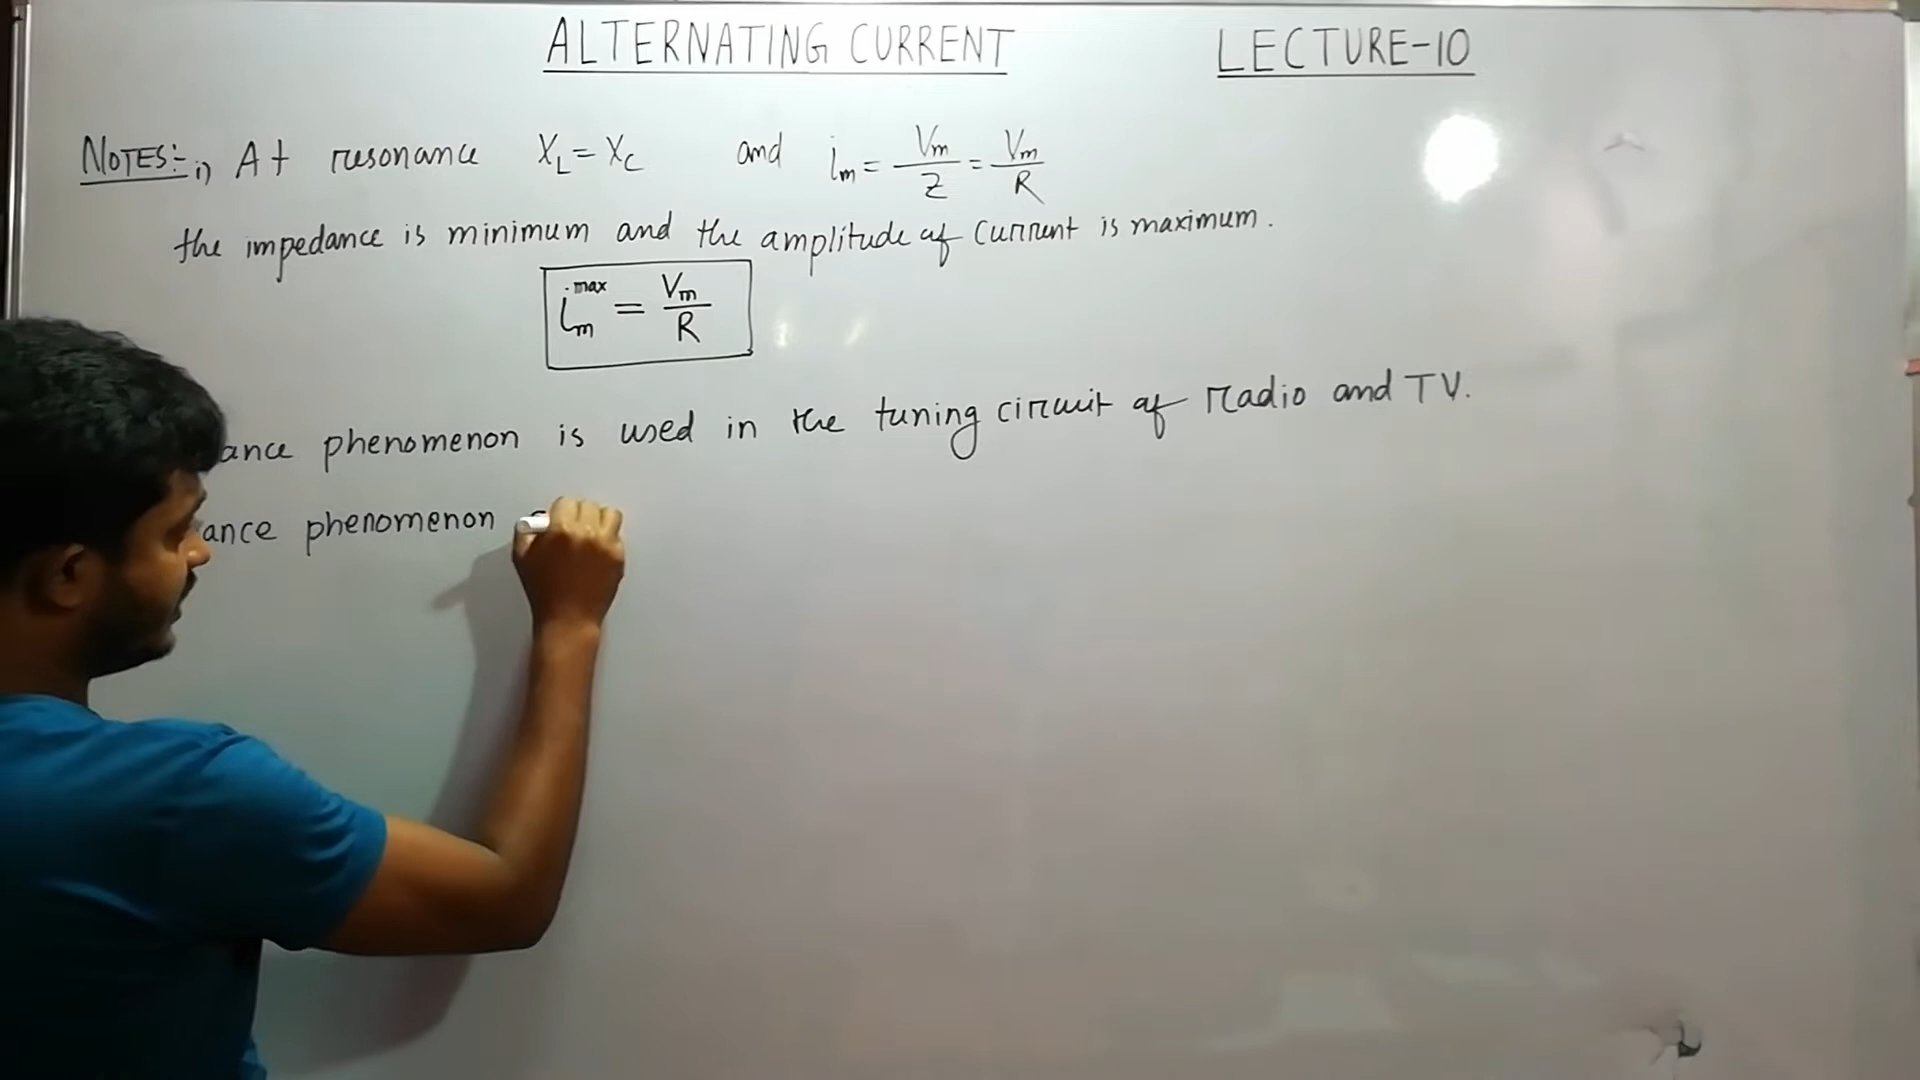 ALTERNATING CURRENT LECTURE-10
NOTES:- i) At resonance X_L = X_C and i_m = V_m/Z = V_m/R
the impedance is minimum and the amplitude of current is maximum.
i_m^max = V_m/R
ance phenomenon is used in the tuning circuit of radio and TV.
ance phenomenon